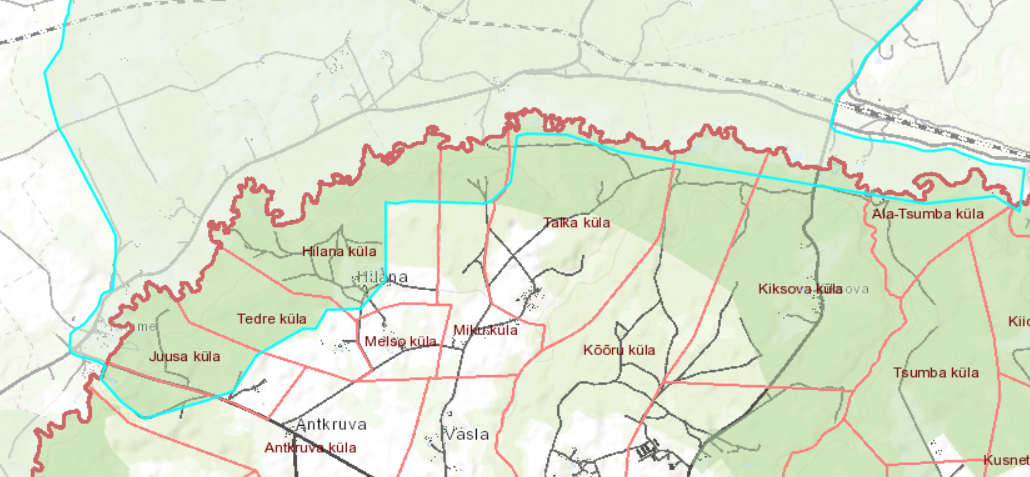 Ala-Tsumba küla
Talka küla
Hilana küla
Hilana
Kiksova küla
Tedre küla
Miku küla
Melso küla
Kõõru küla
Juusa küla
Tsumba küla
Antkruva
Vasla
Antkruva küla
Kusnet